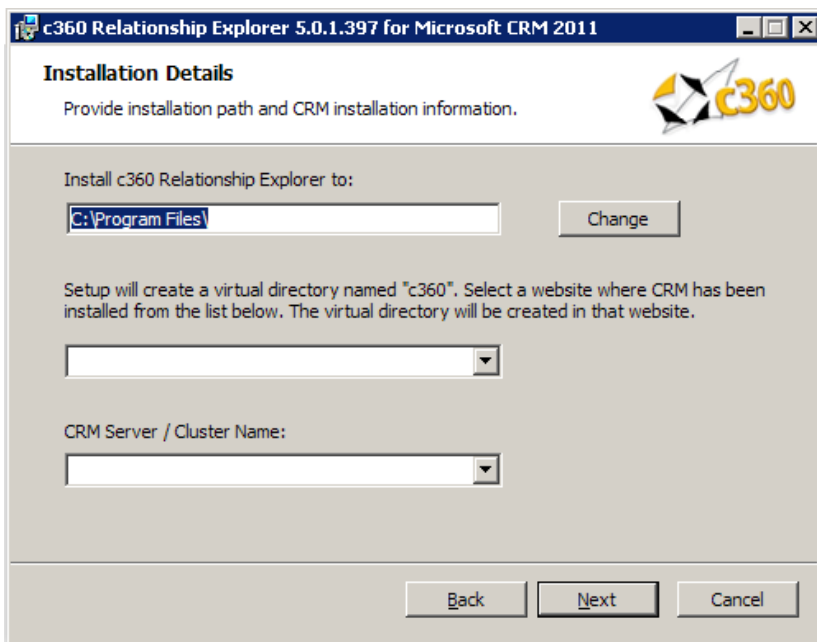 c360 Relationship Explorer 5.0.1.397 for Microsoft CRM 2011
Installation Details
Provide installation path and CRM installation information.
c360
Install c360 Relationship Explorer to:
C:\Program Files\
Change
Setup will create a virtual directory named "c360". Select a website where CRM has been
installed from the list below. The virtual directory will be created in that website.
CRM Server / Cluster Name:
Back
Next
Cancel